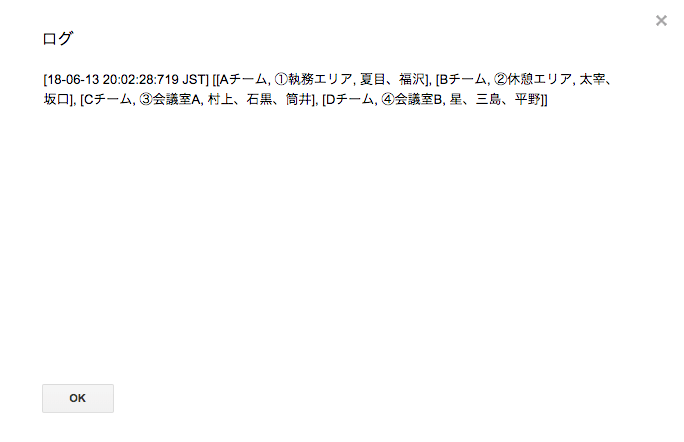 ログ
[18-06-13 20:02:28:719 JST] [[Aチーム, ①執務エリア, 夏目、福沢], [Bチーム, ②休憩エリア, 太宰、
坂口], [Cチーム, ③会議室A, 村上、石黒、筒井], [Dチーム, ④会議室B, 星、三島、平野]]
OK